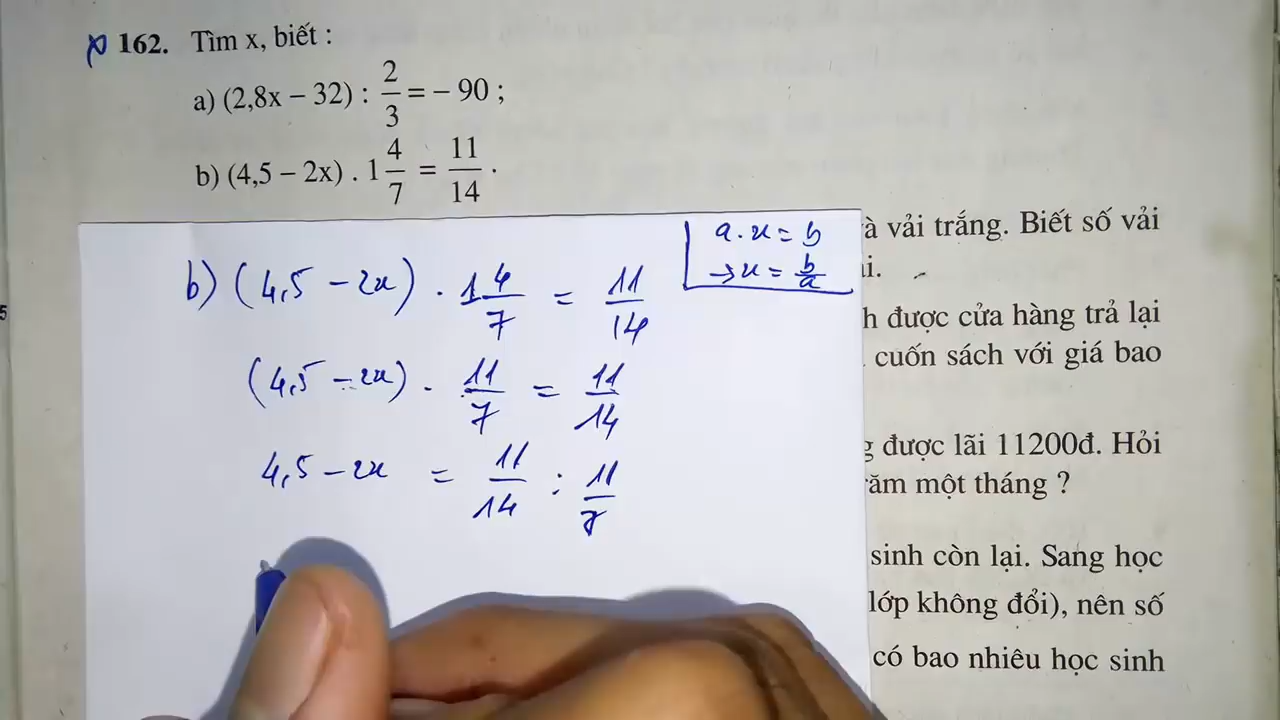 162. Tìm x, biết :
a) (2,8x – 32) : 2/3 = – 90 ;
b) (4,5 – 2x) . 1 4/7 = 11/14 .
a.x = b
→ x = b/a
b) (4,5 – 2x) . 1 4/7 = 11/14
(4,5 – 2x) . 11/7 = 11/14
4,5 – 2x = 11/14 : 11/7
à vải trắng. Biết số vải
i.
h được cửa hàng trả lại
cuốn sách với giá bao
g được lãi 11200đ. Hỏi
răm một tháng ?
sinh còn lại. Sang học
lớp không đổi), nên số
có bao nhiêu học sinh
5